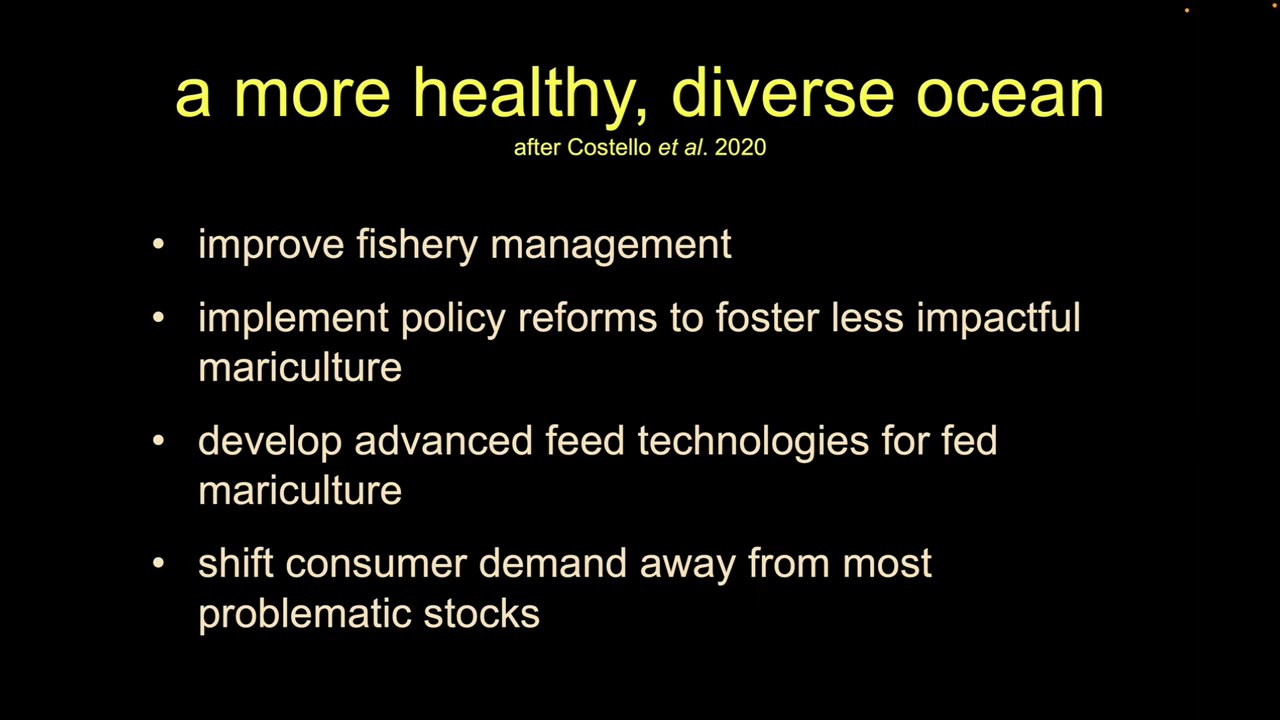 a more healthy, diverse ocean
after Costello et al. 2020
• improve fishery management
• implement policy reforms to foster less impactful
mariculture
• develop advanced feed technologies for fed
mariculture
• shift consumer demand away from most
problematic stocks